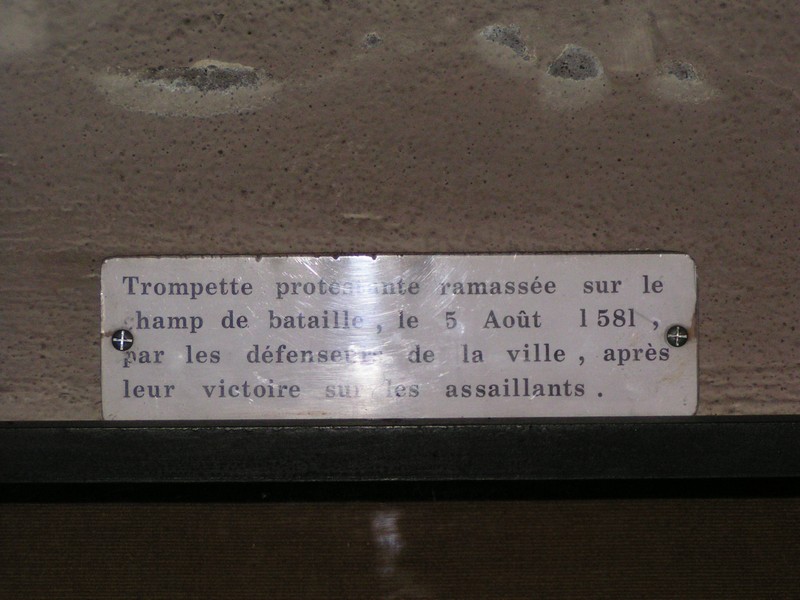 Trompette protestante ramassée sur le
champ de bataille , le 5 Août 1581 ,
par les défenseurs de la ville , après
leur victoire sur les assaillants .